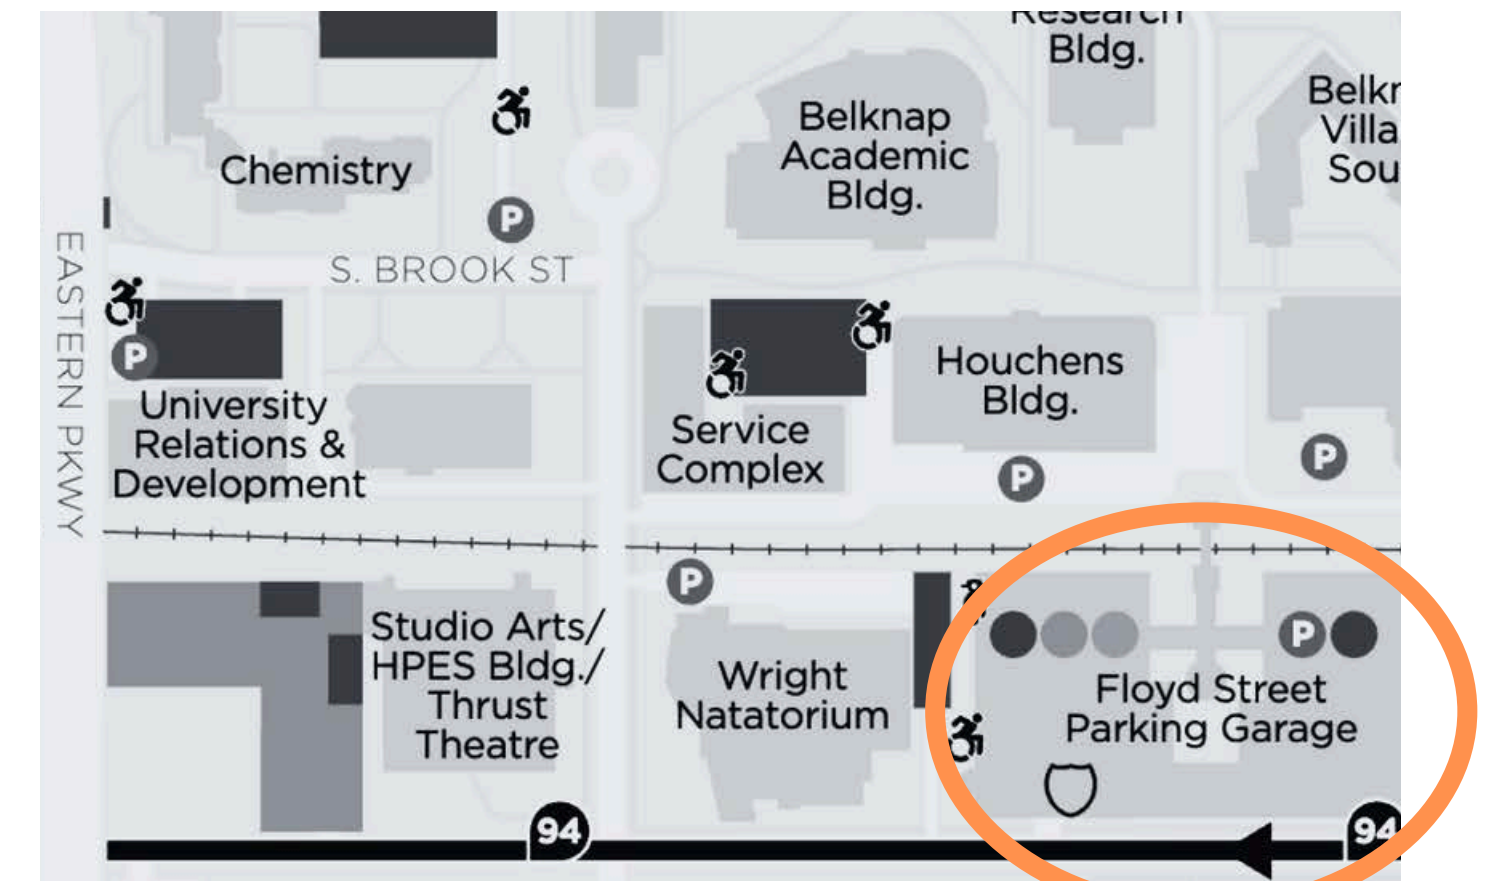 Research
Bldg.
Belknap
Academic
Bldg.
Chemistry
P
S. BROOK ST
EASTERN PKWY
P
University
Relations &
Development
Service
Complex
Houchens
Bldg.
P
P
P
Studio Arts/
HPES Bldg./
Thrust
Theatre
Wright
Natatorium
P
Floyd Street
Parking Garage
94
94